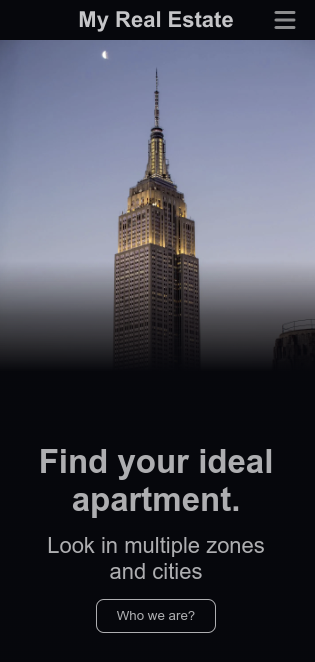 My Real Estate
Find your ideal
apartment.
Look in multiple zones
and cities
Who we are?